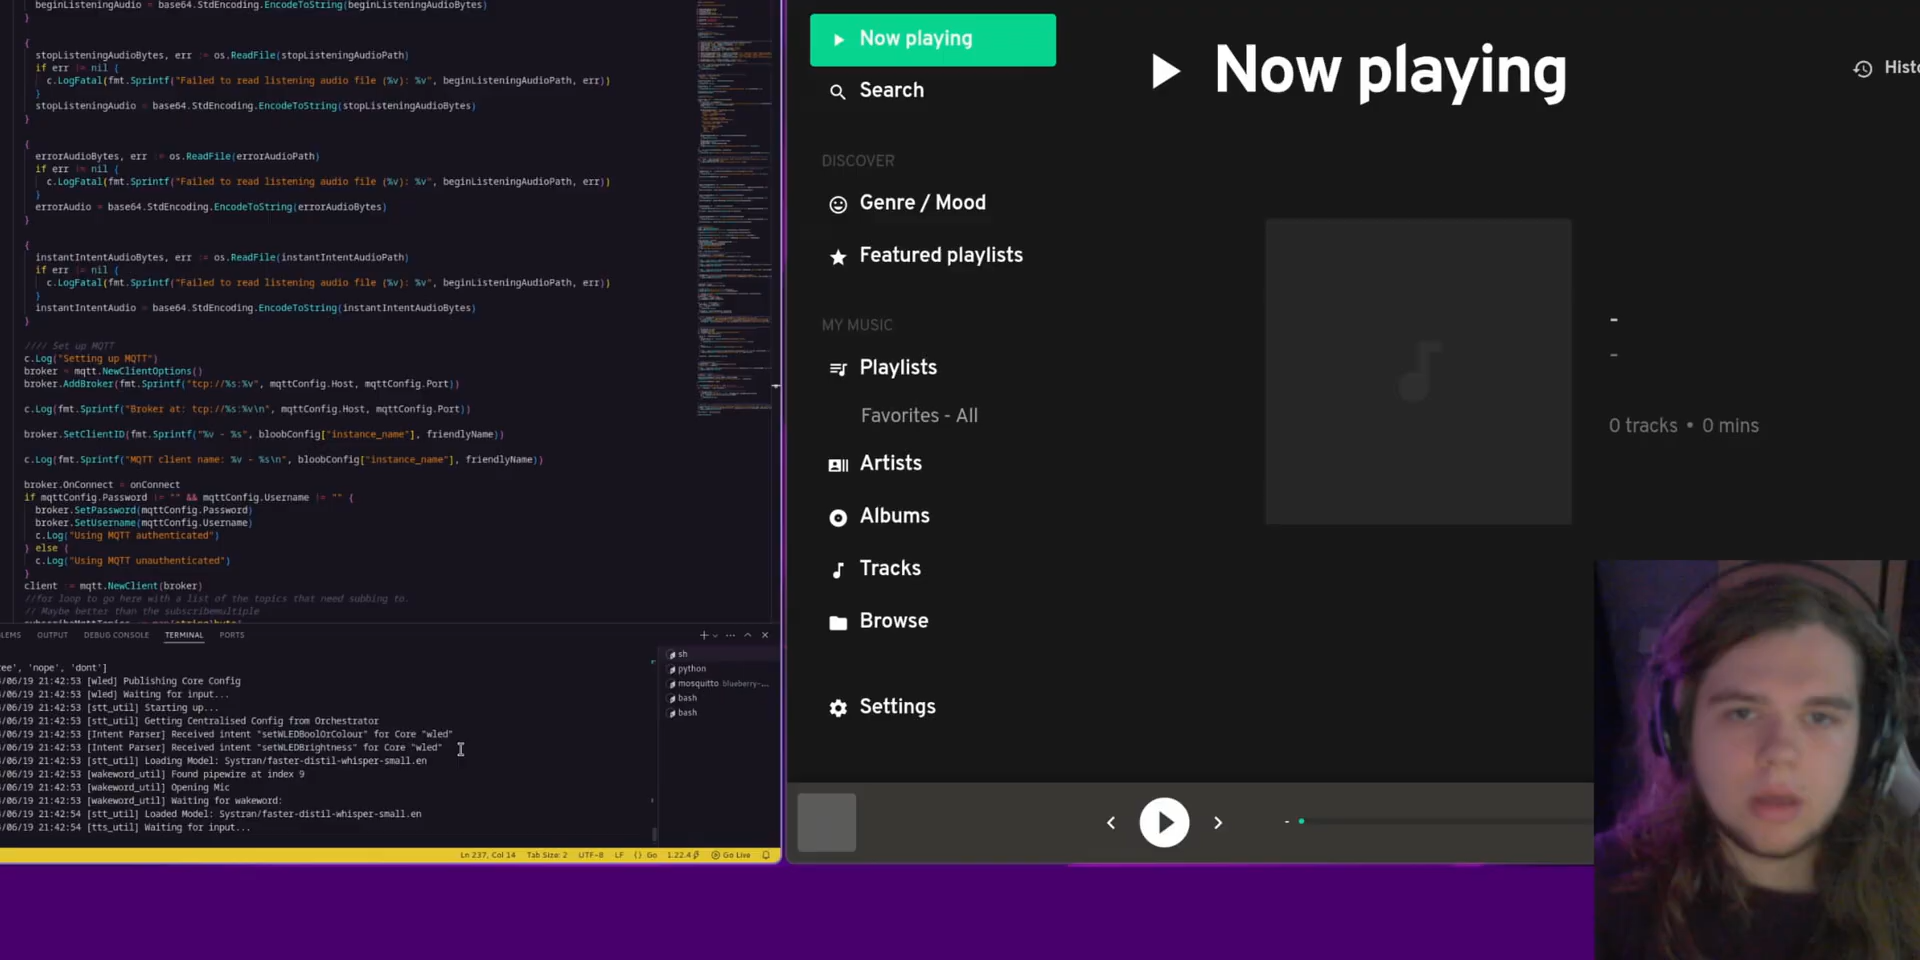 beginListeningAudio = base64.StdEncoding.EncodeToString(beginListeningAudioBytes)
}
{
stopListeningAudioBytes, err := os.ReadFile(stopListeningAudioPath)
if err != nil {
c.LogFatal(fmt.Sprintf("Failed to read listening audio file (%v): %v", beginListeningAudioPath, err))
}
stopListeningAudio = base64.StdEncoding.EncodeToString(stopListeningAudioBytes)
}
{
errorAudioBytes, err := os.ReadFile(errorAudioPath)
if err != nil {
c.LogFatal(fmt.Sprintf("Failed to read listening audio file (%v): %v", beginListeningAudioPath, err))
}
errorAudio = base64.StdEncoding.EncodeToString(errorAudioBytes)
}
{
instantIntentAudioBytes, err := os.ReadFile(instantIntentAudioPath)
if err != nil {
c.LogFatal(fmt.Sprintf("Failed to read listening audio file (%v): %v", beginListeningAudioPath, err))
}
instantIntentAudio = base64.StdEncoding.EncodeToString(instantIntentAudioBytes)
}
//// Set up MQTT
c.Log("Setting up MQTT")
broker = mqtt.NewClientOptions()
broker.AddBroker(fmt.Sprintf("tcp://%s:%v", mqttConfig.Host, mqttConfig.Port))
c.Log(fmt.Sprintf("Broker at: tcp://%s:%v\n", mqttConfig.Host, mqttConfig.Port))
broker.SetClientID(fmt.Sprintf("%v - %s", bloobConfig["instance_name"], friendlyName))
c.Log(fmt.Sprintf("MQTT client name: %v - %s\n", bloobConfig["instance_name"], friendlyName))
broker.OnConnect = onConnect
if mqttConfig.Password != "" && mqttConfig.Username != "" {
broker.SetPassword(mqttConfig.Password)
broker.SetUsername(mqttConfig.Username)
c.Log("Using MQTT authenticated")
} else {
c.Log("Using MQTT unauthenticated")
}
client := mqtt.NewClient(broker)
//for loop to go here with a list of the topics that need subbing to.
// Maybe better than the subscribemultiple
LEMS OUTPUT DEBUG CONSOLE TERMINAL PORTS
ree', 'nope', 'dont']
/06/19 21:42:53 [wled] Publishing Core Config
/06/19 21:42:53 [wled] Waiting for input...
/06/19 21:42:53 [stt_util] Starting up...
/06/19 21:42:53 [stt_util] Getting Centralised Config from Orchestrator
/06/19 21:42:53 [Intent Parser] Received intent "setWLEDBoolOrColour" for Core "wled"
/06/19 21:42:53 [Intent Parser] Received intent "setWLEDBrightness" for Core "wled"
/06/19 21:42:53 [stt_util] Loading Model: Systran/faster-distil-whisper-small.en
/06/19 21:42:53 [wakeword_util] Found pipewire at index 9
/06/19 21:42:53 [wakeword_util] Opening Mic
/06/19 21:42:53 [wakeword_util] Waiting for wakeword:
/06/19 21:42:54 [stt_util] Loaded Model: Systran/faster-distil-whisper-small.en
/06/19 21:42:54 [tts_util] Waiting for input...
sh
python
mosquitto blueberry-...
bash
bash
Ln 237, Col 14 Tab Size: 2 UTF-8 LF {} Go 1.22.4 Go Live
Now playing
Search
DISCOVER
Genre / Mood
Featured playlists
MY MUSIC
Playlists
Favorites - All
Artists
Albums
Tracks
Browse
Settings
Now playing
Histo
-
-
0 tracks • 0 mins
-